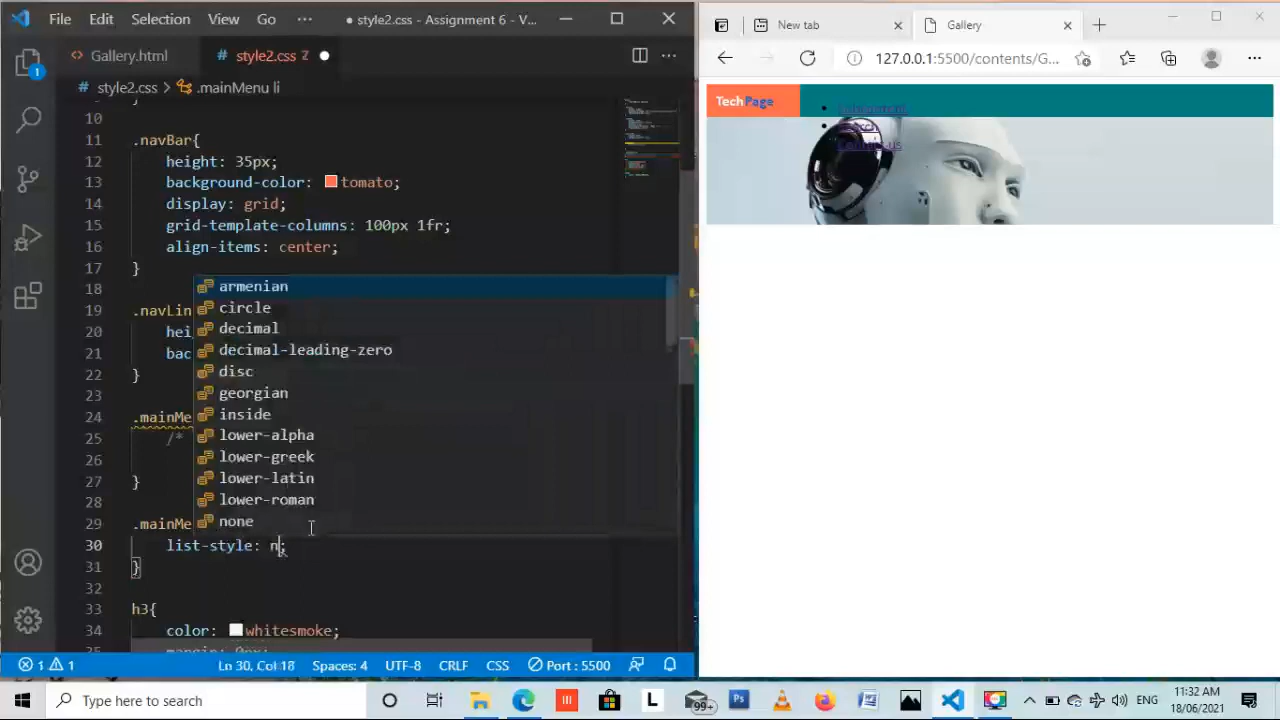 File Edit Selection View Go ··· ● style2.css - Assignment 6 - V...
<> Gallery.html # style2.css 2 ●
# style2.css > .mainMenu li
10
11 .navBar{
12 height: 35px;
13 background-color: tomato;
14 display: grid;
15 grid-template-columns: 100px 1fr;
16 align-items: center;
17 }
18
19 .navLin
20 hei
21 bac
22 }
23
24 .mainMe
25 /*
26
27 }
28
29 .mainMe
30 list-style: n;
31 }
32
33 h3{
34 color: whitesmoke;
armenian
circle
decimal
decimal-leading-zero
disc
georgian
inside
lower-alpha
lower-greek
lower-latin
lower-roman
none
1 1 Ln 30, Col 18 Spaces: 4 UTF-8 CRLF CSS Port : 5500
New tab Gallery
127.0.0.1:5500/contents/G...
TechPage
Type here to search
L 99+ ENG 11:32 AM
18/06/2021